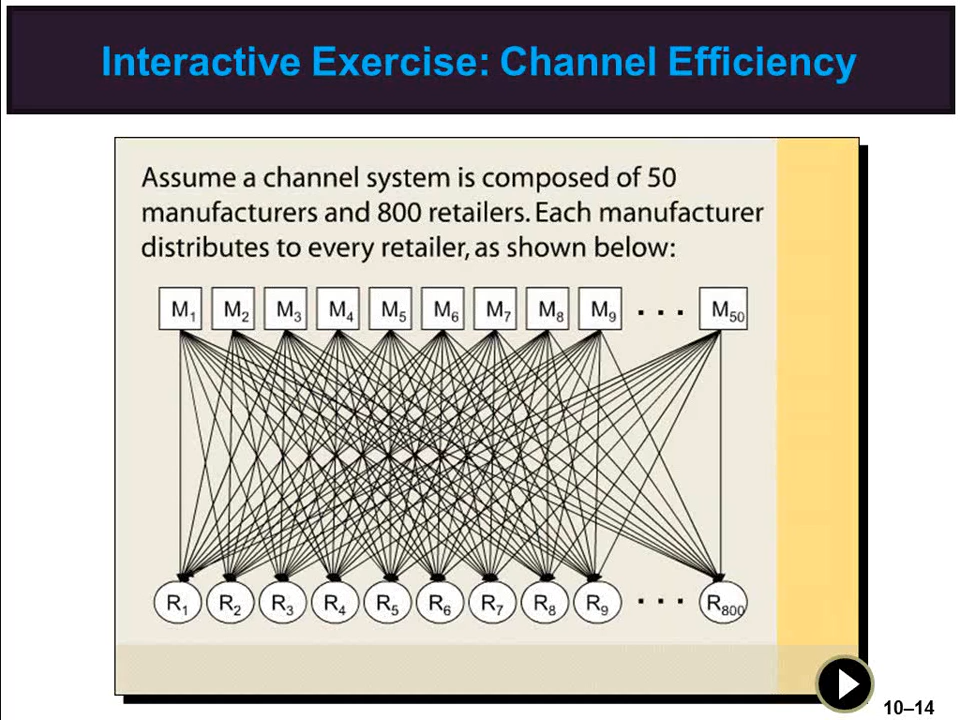 Interactive Exercise: Channel Efficiency
Assume a channel system is composed of 50
manufacturers and 800 retailers. Each manufacturer
distributes to every retailer, as shown below:
M1 M2 M3 M4 M5 M6 M7 M8 M9 . . . M50
R1 R2 R3 R4 R5 R6 R7 R8 R9 . . . R800
10–14